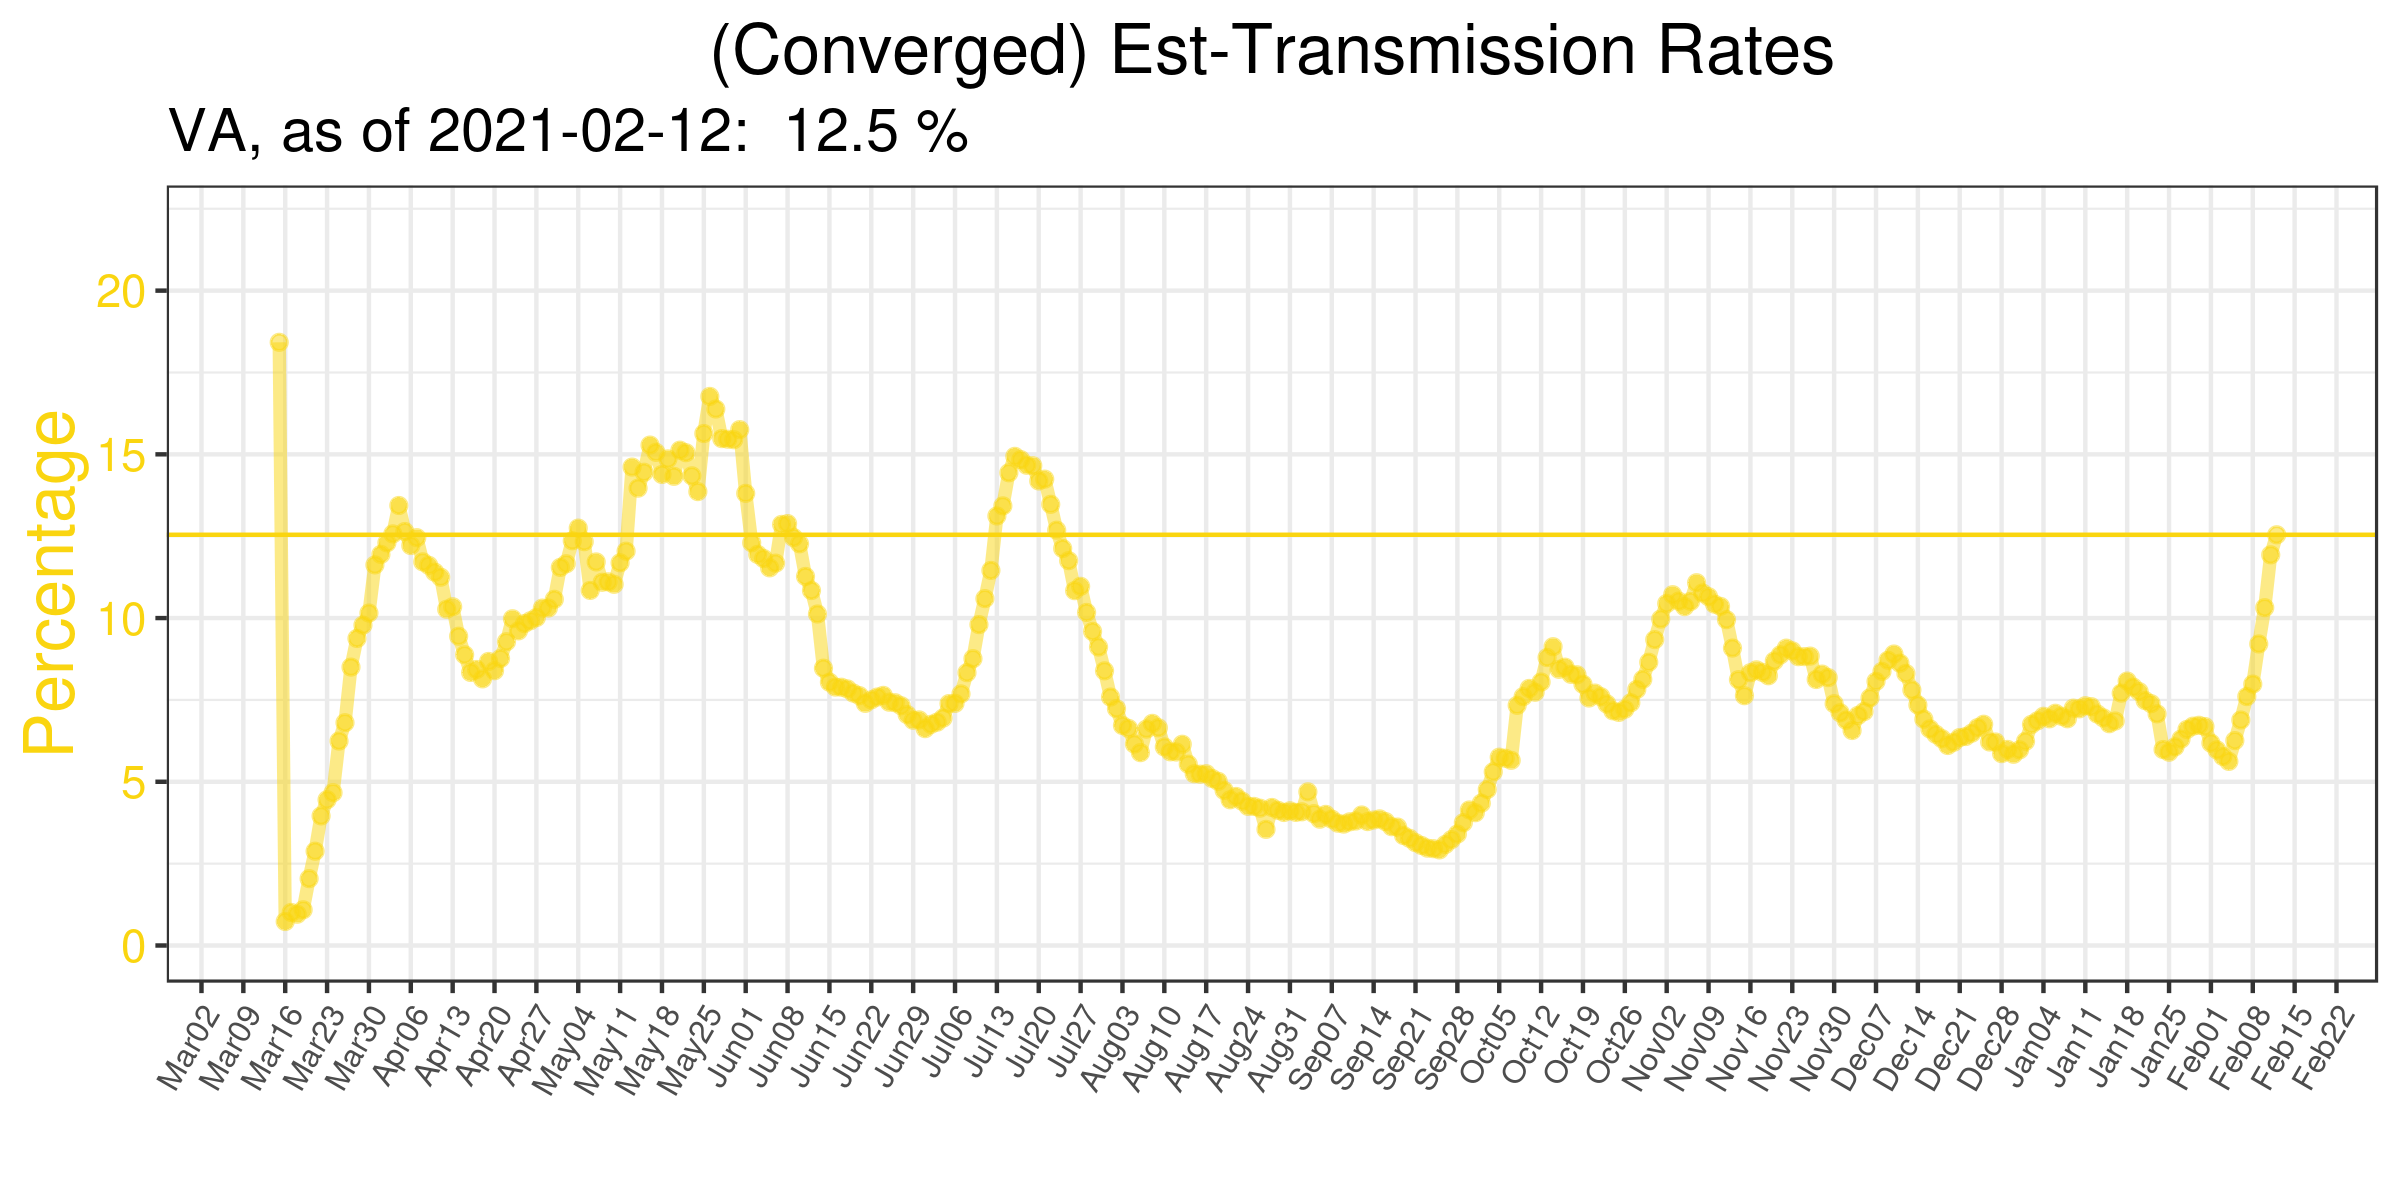 (Converged) Est-Transmission Rates
VA, as of 2021-02-12:  12.5 %
Percentage
20
15
10
5
0
Mar02
Mar09
Mar16
Mar23
Mar30
Apr06
Apr13
Apr20
Apr27
May04
May11
May18
May25
Jun01
Jun08
Jun15
Jun22
Jun29
Jul06
Jul13
Jul20
Jul27
Aug03
Aug10
Aug17
Aug24
Aug31
Sep07
Sep14
Sep21
Sep28
Oct05
Oct12
Oct19
Oct26
Nov02
Nov09
Nov16
Nov23
Nov30
Dec07
Dec14
Dec21
Dec28
Jan04
Jan11
Jan18
Jan25
Feb01
Feb08
Feb15
Feb22